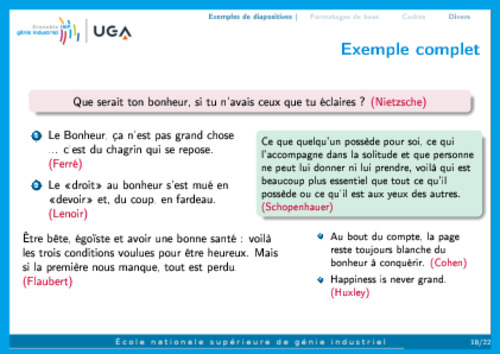 Grenoble INP
génie industriel
UGA
Exemples de diapositives | Formatages de base Cadres Divers
Exemple complet
Que serait ton bonheur, si tu n'avais ceux que tu éclaires ? (Nietzsche)
1 Le Bonheur, ça n'est pas grand chose
... c'est du chagrin qui se repose.
(Ferré)
2 Le «droit» au bonheur s'est mué en
«devoir» et, du coup, en fardeau.
(Lenoir)
Ce que quelqu'un possède pour soi, ce qui
l'accompagne dans la solitude et que personne
ne peut lui donner ni lui prendre, voilà qui est
beaucoup plus essentiel que tout ce qu'il
possède ou ce qu'il est aux yeux des autres.
(Schopenhauer)
Être bête, égoïste et avoir une bonne santé : voilà
les trois conditions voulues pour être heureux. Mais
si la première nous manque, tout est perdu.
(Flaubert)
Au bout du compte, la page
reste toujours blanche du
bonheur à conquérir. (Cohen)
Happiness is never grand.
(Huxley)
École nationale supérieure de génie industriel
18/22